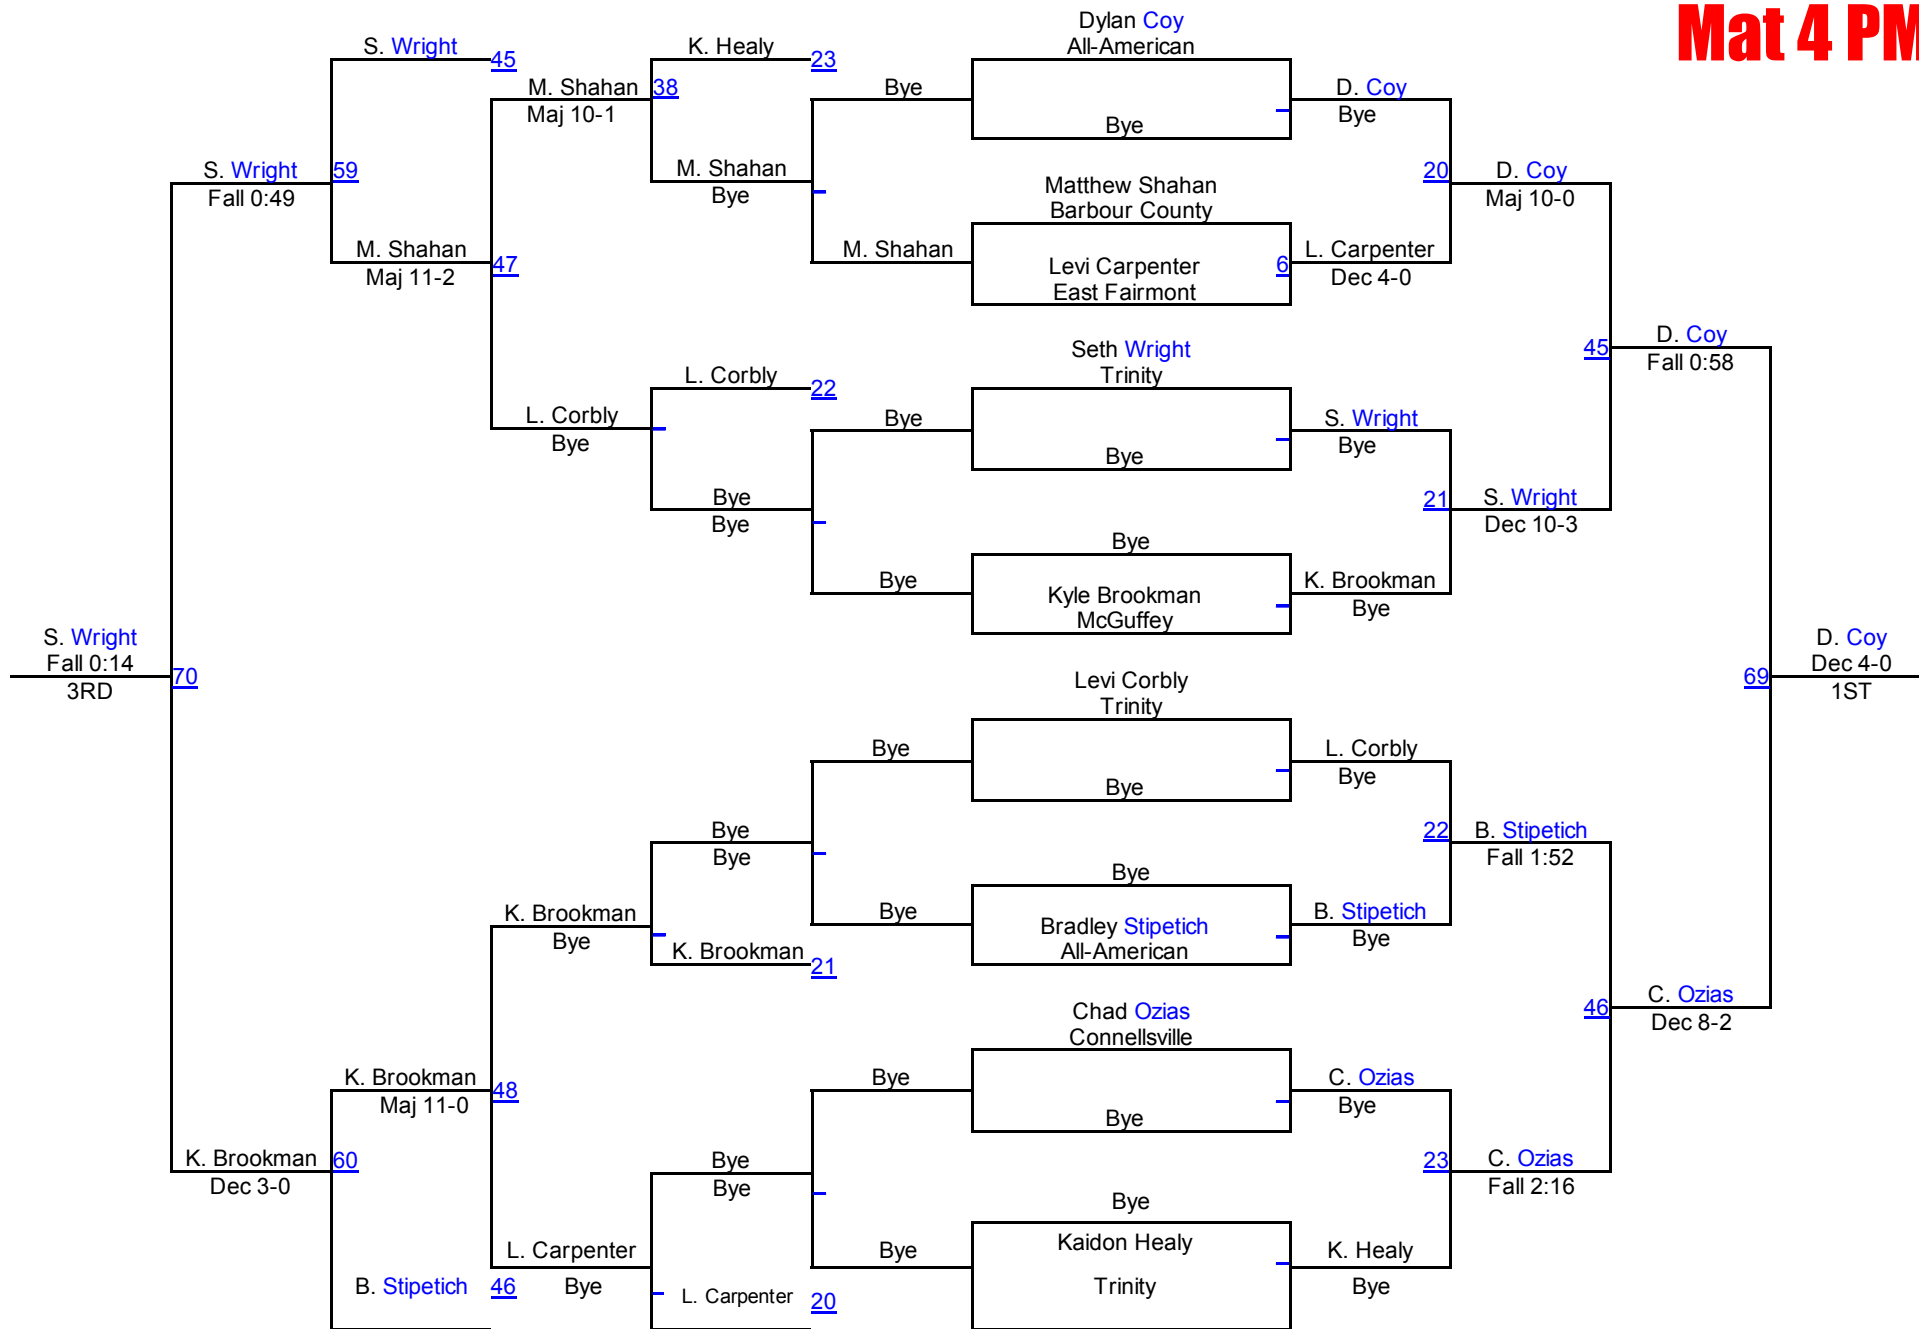 Mat 4 PM
Dylan Coy
All-American
S. Wright
45
K. Healy
23
M. Shahan
38
Maj 10-1
Bye
D. Coy
Bye
Bye
S. Wright
59
Fall 0:49
M. Shahan
Bye
Matthew Shahan
Barbour County
20
D. Coy
Maj 10-0
M. Shahan
47
Maj 11-2
M. Shahan
Levi Carpenter
East Fairmont
6
L. Carpenter
Dec 4-0
Seth Wright
Trinity
45
D. Coy
Fall 0:58
L. Corbly
22
L. Corbly
Bye
Bye
S. Wright
Bye
Bye
Bye
Bye
21
S. Wright
Dec 10-3
Bye
Bye
Kyle Brookman
McGuffey
K. Brookman
Bye
S. Wright
Fall 0:14
3RD
70
D. Coy
Dec 4-0
1ST
69
Levi Corbly
Trinity
Bye
L. Corbly
Bye
Bye
Bye
Bye
22
B. Stipetich
Fall 1:52
Bye
K. Brookman
Bye
Bye
Bradley Stipetich
All-American
B. Stipetich
Bye
K. Brookman
21
Chad Ozias
Connellsville
46
C. Ozias
Dec 8-2
K. Brookman
48
Maj 11-0
Bye
C. Ozias
Bye
Bye
K. Brookman
60
Dec 3-0
Bye
Bye
23
C. Ozias
Fall 2:16
Bye
L. Carpenter
Bye
Bye
Kaidon Healy
Trinity
K. Healy
Bye
B. Stipetich
46
L. Carpenter
20